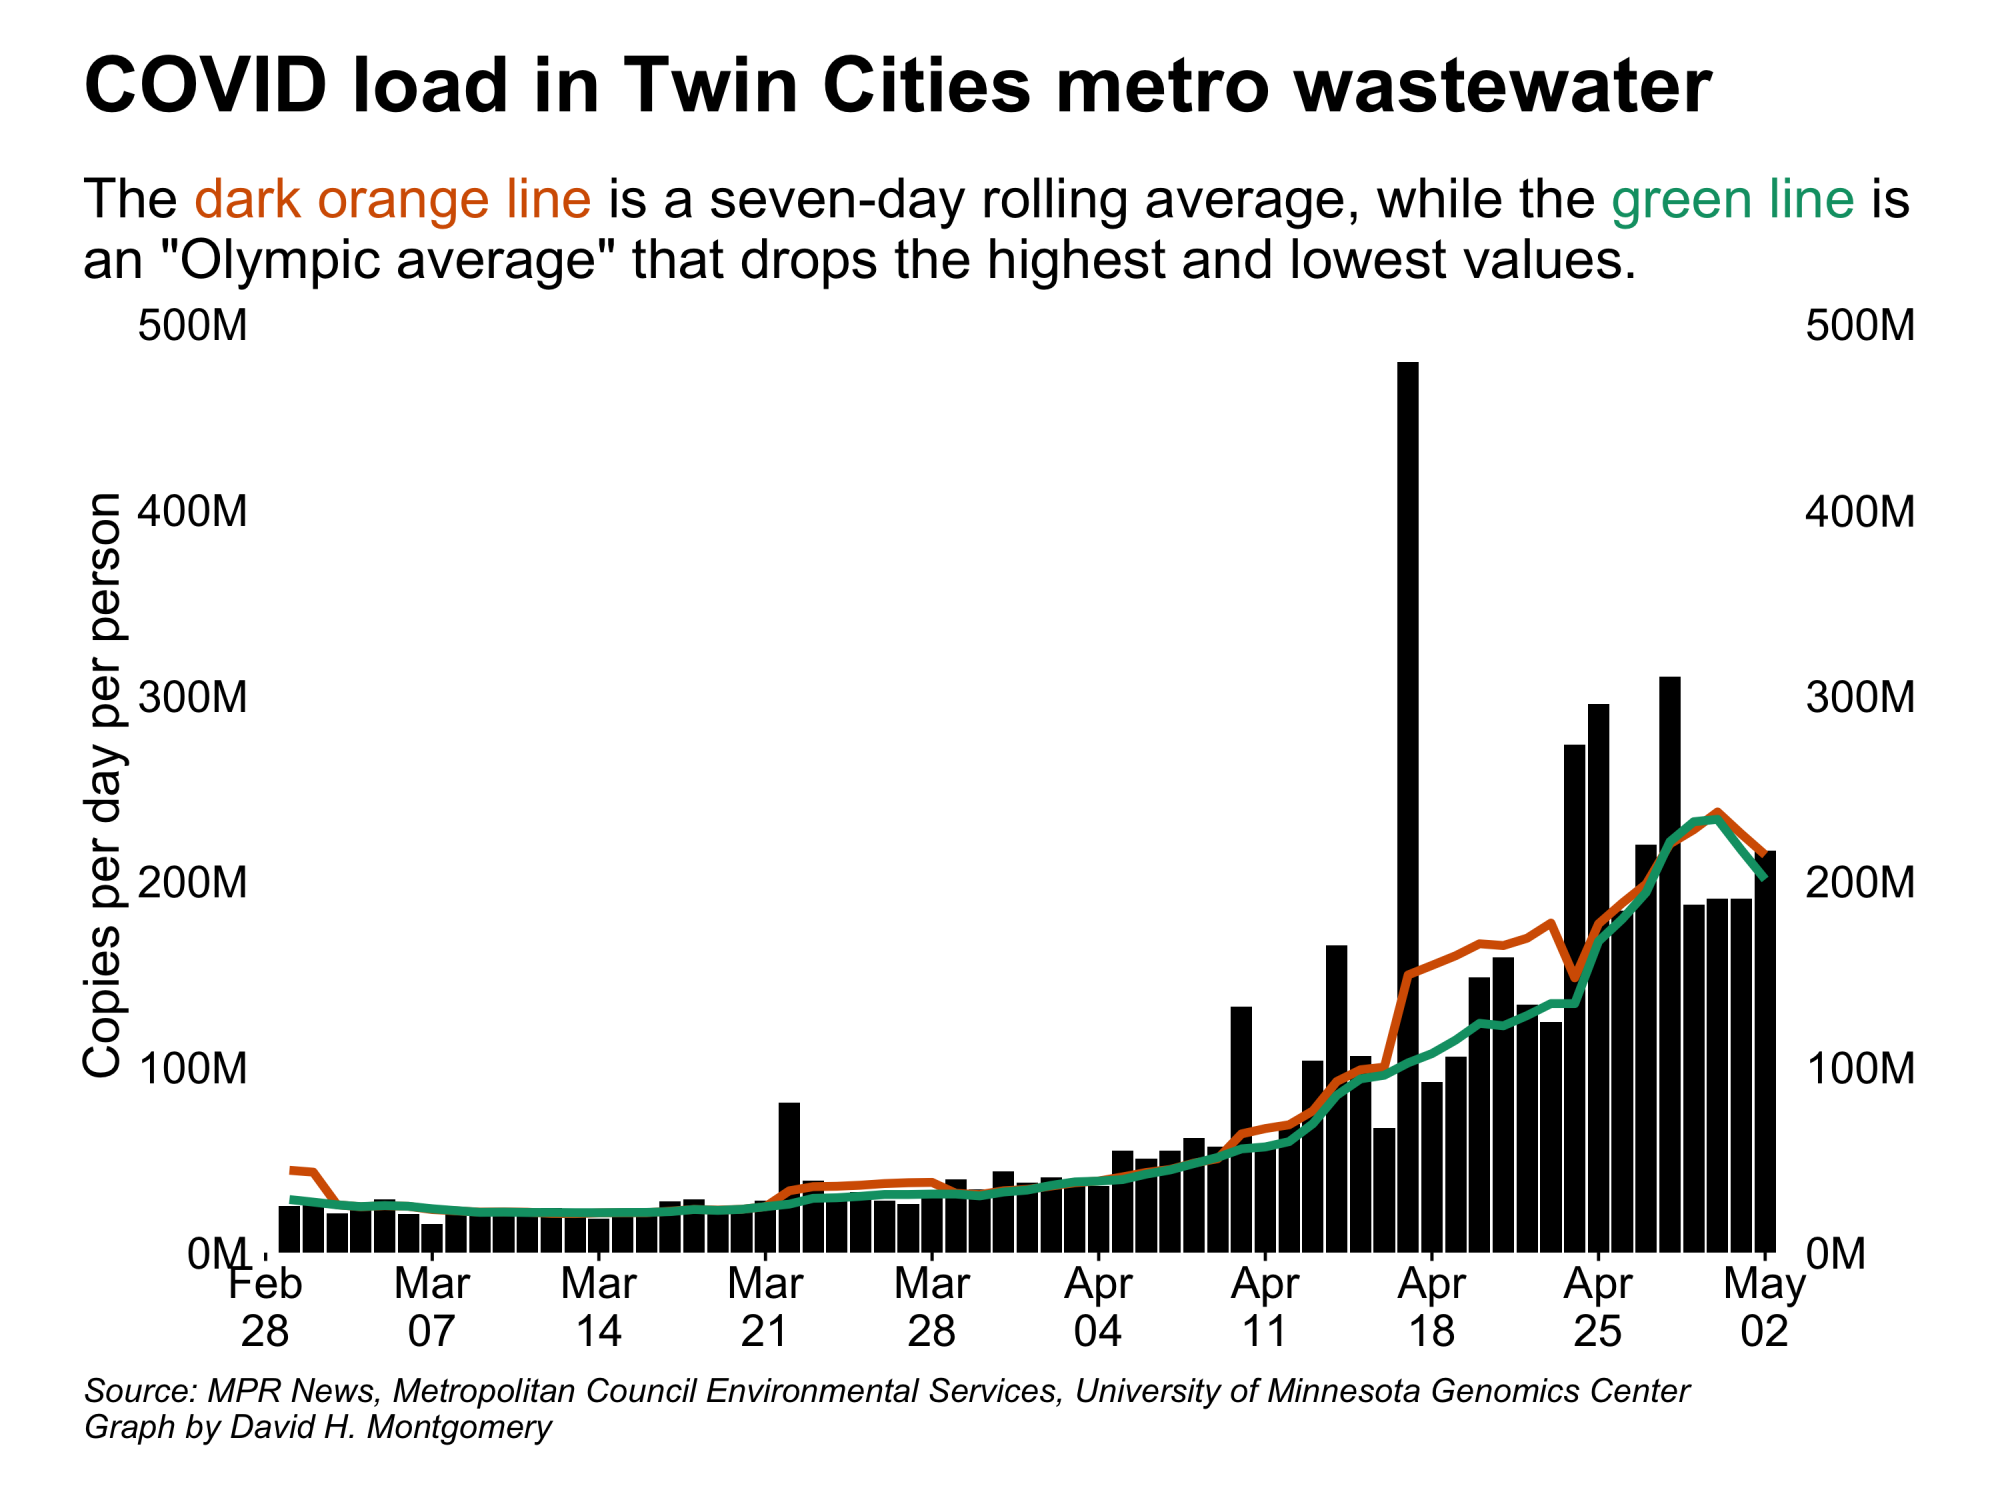 COVID load in Twin Cities metro wastewater
The dark orange line is a seven-day rolling average, while the green line is
an "Olympic average" that drops the highest and lowest values.
500M
400M
300M
200M
100M
0M
Copies per day per person
500M
400M
300M
200M
100M
0M
Feb 28
Mar 07
Mar 14
Mar 21
Mar 28
Apr 04
Apr 11
Apr 18
Apr 25
May 02
Source: MPR News, Metropolitan Council Environmental Services, University of Minnesota Genomics Center
Graph by David H. Montgomery